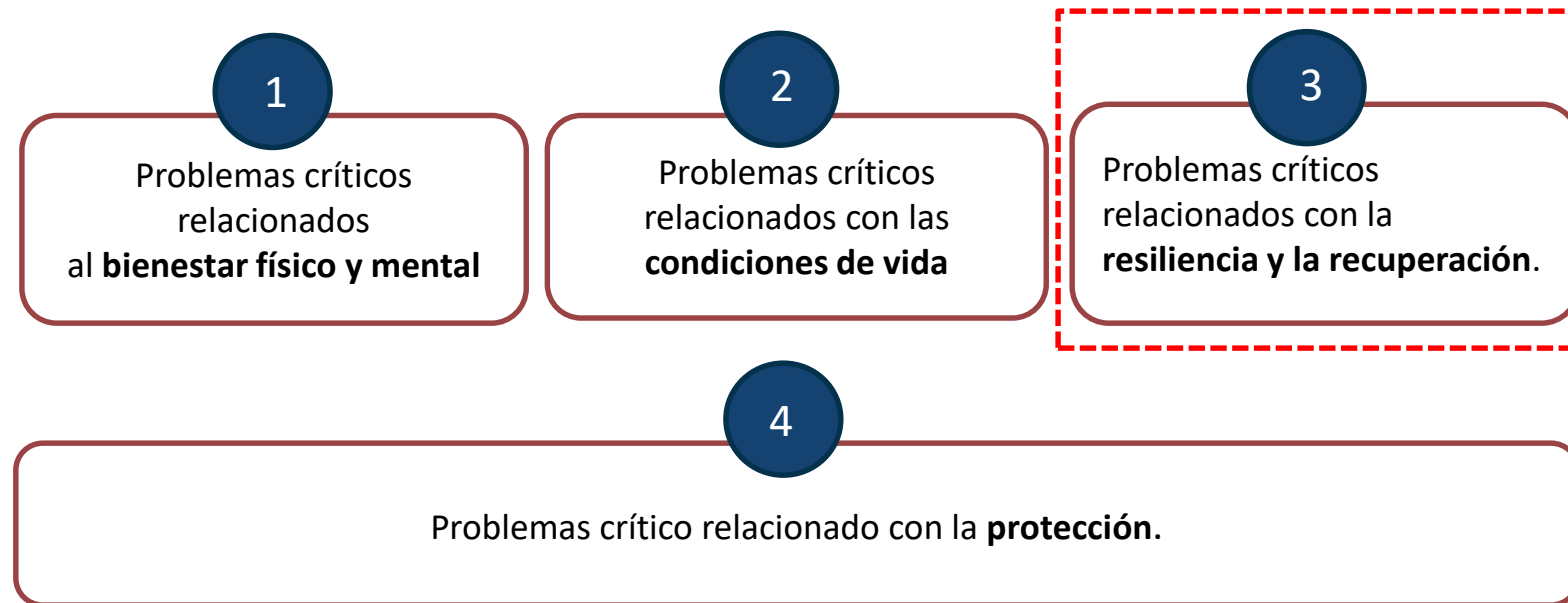 1
Problemas críticos
relacionados
al bienestar físico y mental
2
Problemas críticos
relacionados con las
condiciones de vida
3
Problemas críticos
relacionados con la
resiliencia y la recuperación.
4
Problemas crítico relacionado con la protección.